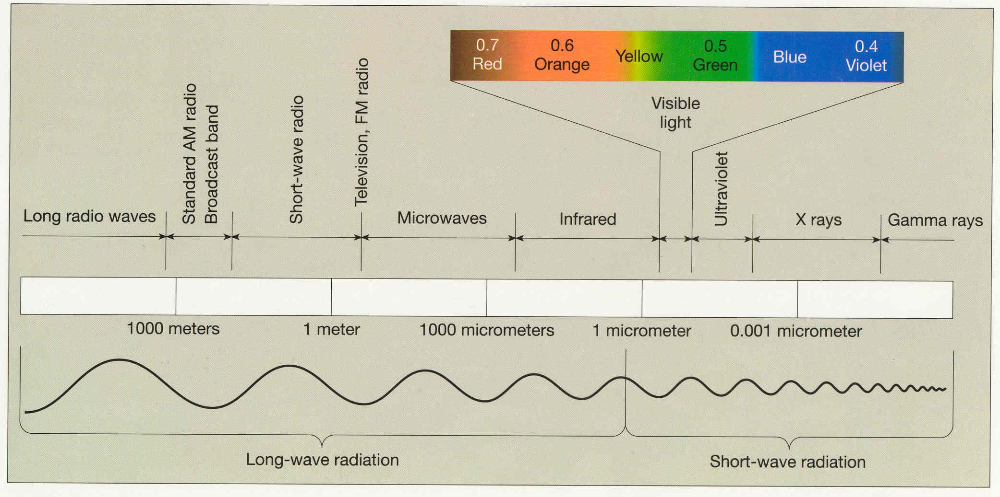 0.7
Red
0.6
Orange
Yellow
0.5
Green
Blue
0.4
Violet
Visible
light
Long radio waves
Standard AM radio
Broadcast band
Short-wave radio
Television, FM radio
Microwaves
Infrared
Ultraviolet
X rays
Gamma rays
1000 meters
1 meter
1000 micrometers
1 micrometer
0.001 micrometer
Long-wave radiation
Short-wave radiation